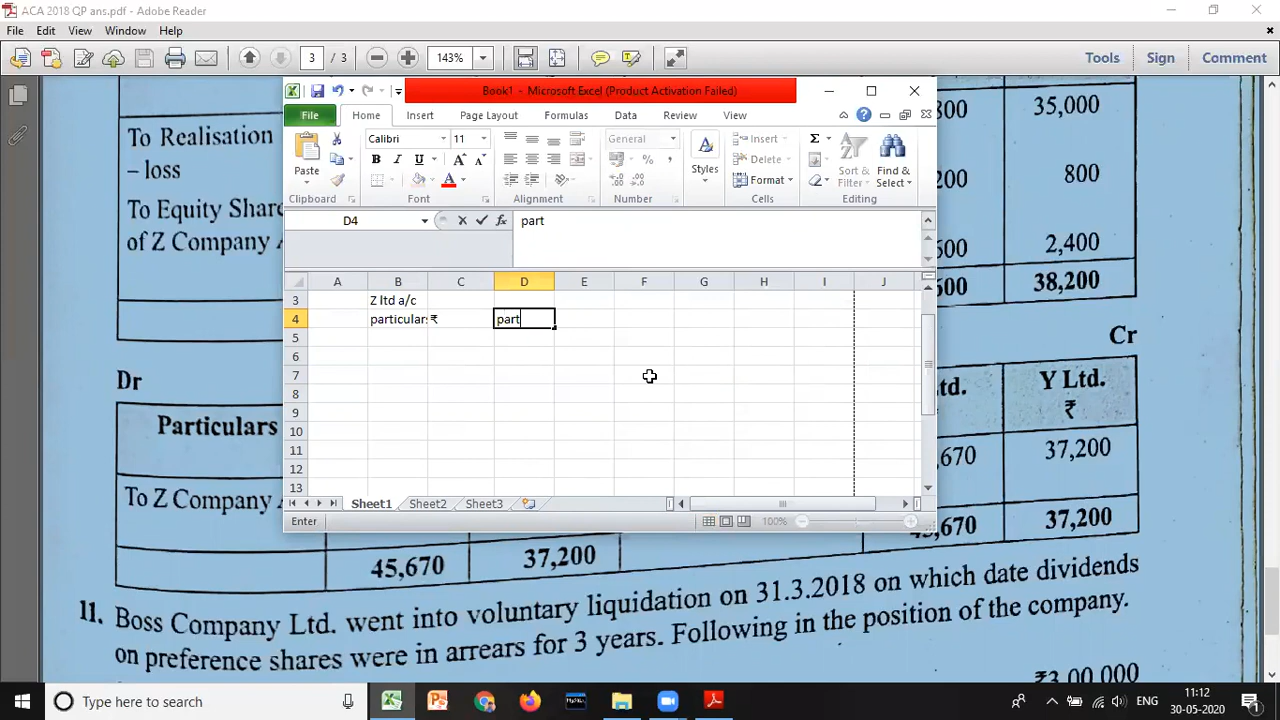 ACA 2018 QP ans.pdf - Adobe Reader
File Edit View Window Help
3 / 3 143% Tools Sign Comment
35,000
To Realisation
– loss
800
To Equity Share
of Z Company
2,400
38,200
Cr
Dr
Particulars
Y Ltd.
₹
37,200
To Z Company
37,200
45,670 37,200
11. Boss Company Ltd. went into voluntary liquidation on 31.3.2018 on which date dividends
on preference shares were in arrears for 3 years. Following in the position of the company.
₹3,00,000
Book1 - Microsoft Excel (Product Activation Failed)
File Home Insert Page Layout Formulas Data Review View
Calibri 11 General Insert
Paste B I U Styles Delete Sort & Filter Find & Select
Format
Clipboard Font Alignment Number Cells Editing
D4 part
A B C D E F G H I J
3 Z ltd a/c
4 particulars ₹ part
5
6
7
8
9
10
11
12
13
Sheet1 Sheet2 Sheet3
Enter 100%
Type here to search
ENG 11:12
30-05-2020